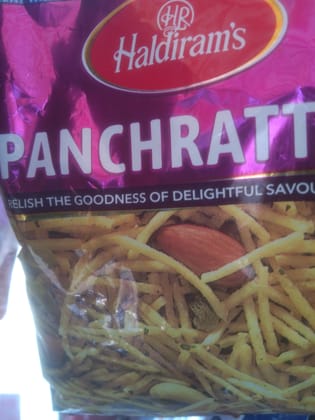 HR
Haldiram's
PANCHRATT
RELISH THE GOODNESS OF DELIGHTFUL SAVOU